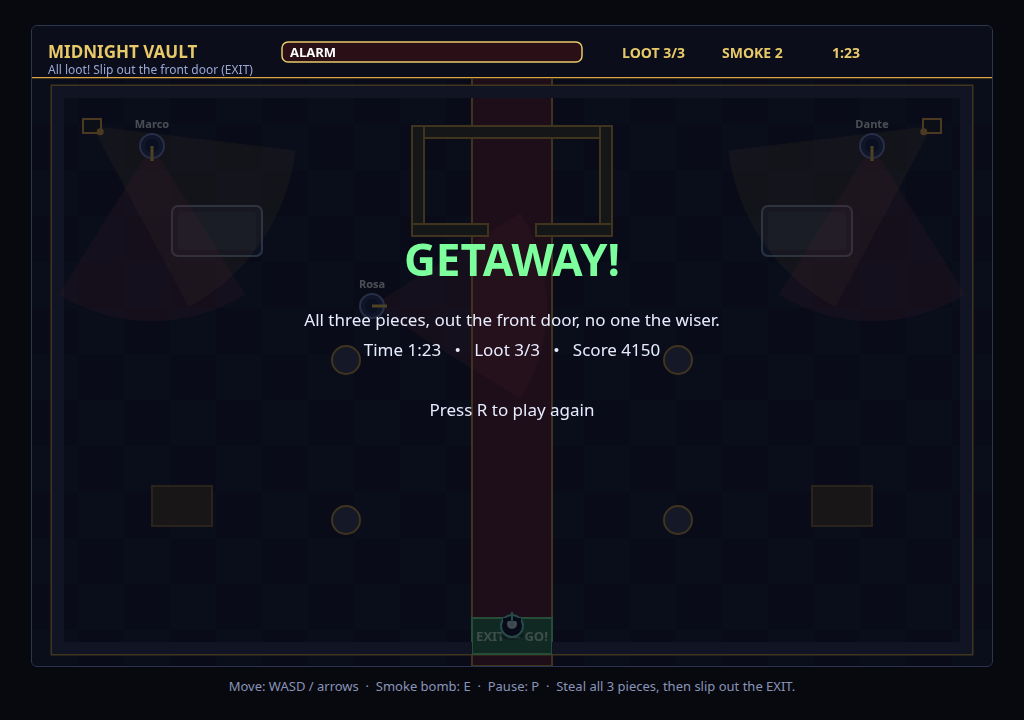 MIDNIGHT VAULT
All loot! Slip out the front door (EXIT)
ALARM
LOOT 3/3
SMOKE 2
1:23
Marco
Dante
GETAWAY!
Rosa
All three pieces, out the front door, no one the wiser.
Time 1:23 • Loot 3/3 • Score 4150
Press R to play again
EXIT GO!
Move: WASD / arrows · Smoke bomb: E · Pause: P · Steal all 3 pieces, then slip out the EXIT.